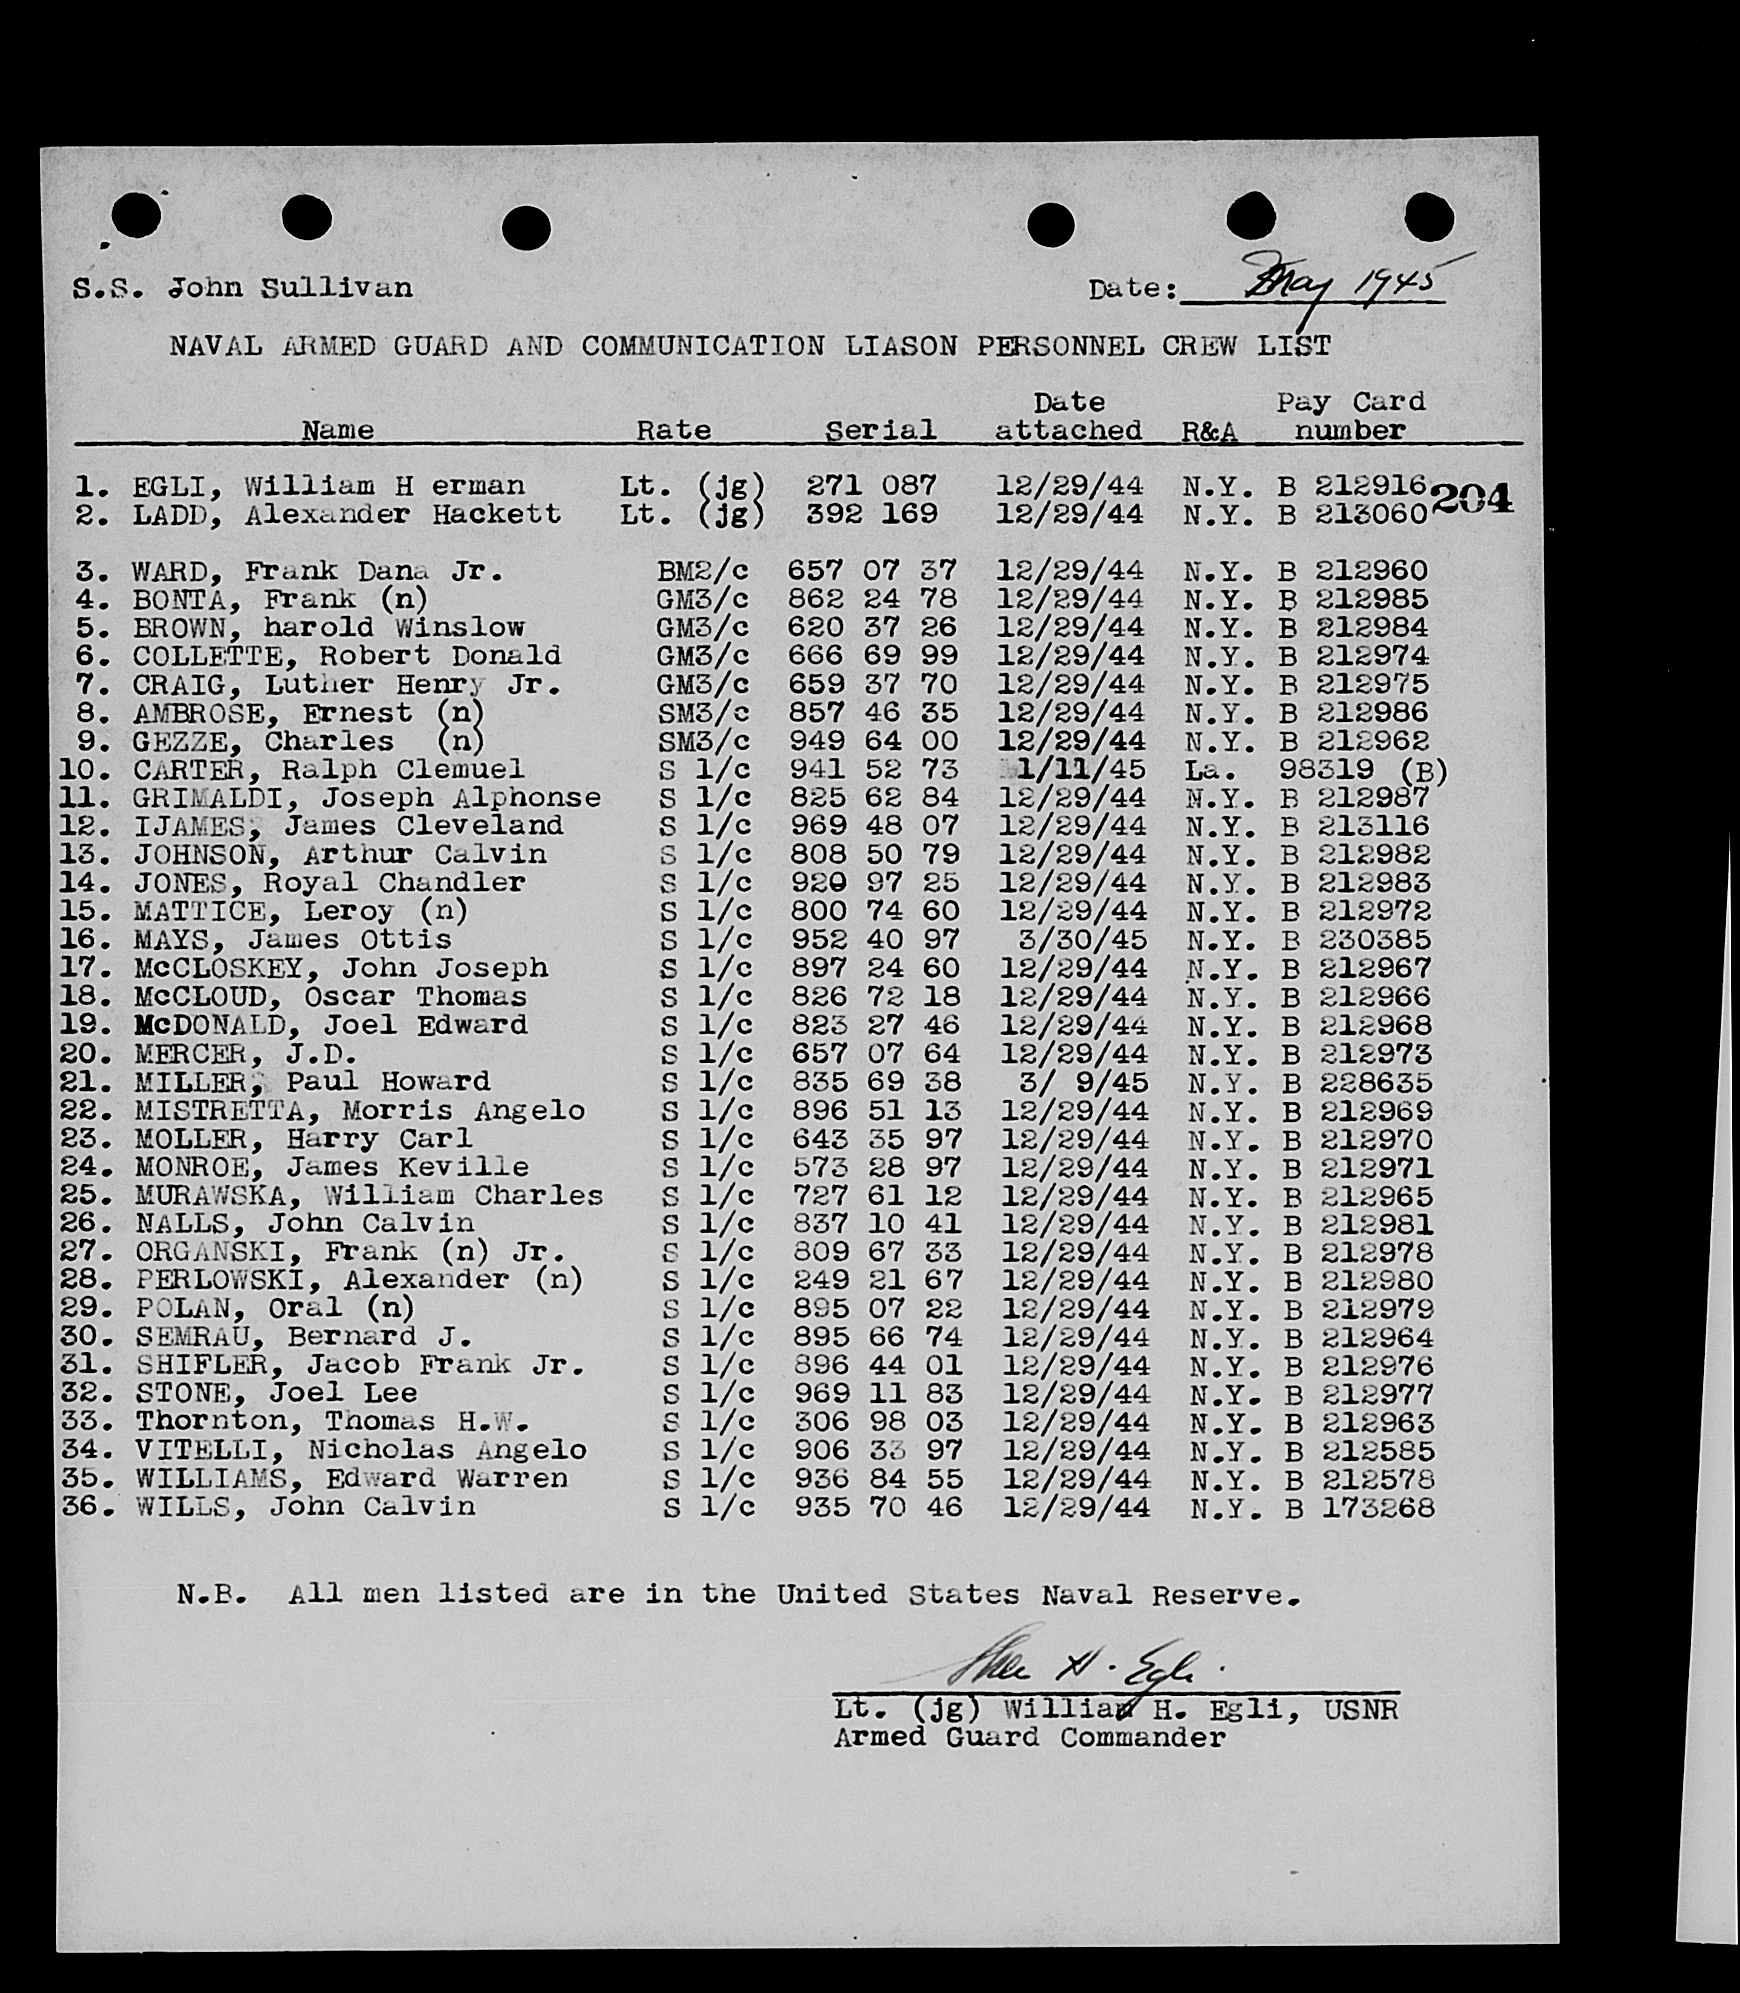 S.S. John Sullivan Date: May 1945
NAVAL ARMED GUARD AND COMMUNICATION LIASON PERSONNEL CREW LIST
Date Pay Card
Name Rate Serial attached R&A number
1. EGLI, William H erman Lt. (jg) 271 087 12/29/44 N.Y. B 212916 204
2. LADD, Alexander Hackett Lt. (jg) 392 169 12/29/44 N.Y. B 213060
3. WARD, Frank Dana Jr. BM2/c 657 07 37 12/29/44 N.Y. B 212960
4. BONTA, Frank (n) GM3/c 862 24 78 12/29/44 N.Y. B 212985
5. BROWN, harold Winslow GM3/c 620 37 26 12/29/44 N.Y. B 212984
6. COLLETTE, Robert Donald GM3/c 666 69 99 12/29/44 N.Y. B 212974
7. CRAIG, Luther Henry Jr. GM3/c 659 37 70 12/29/44 N.Y. B 212975
8. AMBROSE, Ernest (n) SM3/c 857 46 35 12/29/44 N.Y. B 212986
9. GEZZE, Charles (n) SM3/c 949 64 00 12/29/44 N.Y. B 212962
10. CARTER, Ralph Clemuel S 1/c 941 52 73 1/11/45 La. 98319 (B)
11. GRIMALDI, Joseph Alphonse S 1/c 825 62 84 12/29/44 N.Y. B 212987
12. IJAMES, James Cleveland S 1/c 969 48 07 12/29/44 N.Y. B 213116
13. JOHNSON, Arthur Calvin S 1/c 808 50 79 12/29/44 N.Y. B 212982
14. JONES, Royal Chandler S 1/c 920 97 25 12/29/44 N.Y. B 212983
15. MATTICE, Leroy (n) S 1/c 800 74 60 12/29/44 N.Y. B 212972
16. MAYS, James Ottis S 1/c 952 40 97 3/30/45 N.Y. B 230385
17. McCLOSKEY, John Joseph S 1/c 897 24 60 12/29/44 N.Y. B 212967
18. McCLOUD, Oscar Thomas S 1/c 826 72 18 12/29/44 N.Y. B 212966
19. McDONALD, Joel Edward S 1/c 823 27 46 12/29/44 N.Y. B 212968
20. MERCER, J.D. S 1/c 657 07 64 12/29/44 N.Y. B 212973
21. MILLER, Paul Howard S 1/c 835 69 38 3/ 9/45 N.Y. B 228635
22. MISTRETTA, Morris Angelo S 1/c 896 51 13 12/29/44 N.Y. B 212969
23. MOLLER, Harry Carl S 1/c 643 35 97 12/29/44 N.Y. B 212970
24. MONROE, James Keville S 1/c 573 28 97 12/29/44 N.Y. B 212971
25. MURAWSKA, William Charles S 1/c 727 61 12 12/29/44 N.Y. B 212965
26. NALLS, John Calvin S 1/c 837 10 41 12/29/44 N.Y. B 212981
27. ORGANSKI, Frank (n) Jr. S 1/c 809 67 33 12/29/44 N.Y. B 212978
28. PERLOWSKI, Alexander (n) S 1/c 249 21 67 12/29/44 N.Y. B 212980
29. POLAN, Oral (n) S 1/c 895 07 22 12/29/44 N.Y. B 212979
30. SEMRAU, Bernard J. S 1/c 895 66 74 12/29/44 N.Y. B 212964
31. SHIFLER, Jacob Frank Jr. S 1/c 896 44 01 12/29/44 N.Y. B 212976
32. STONE, Joel Lee S 1/c 969 11 83 12/29/44 N.Y. B 212977
33. Thornton, Thomas H.W. S 1/c 306 98 03 12/29/44 N.Y. B 212963
34. VITELLI, Nicholas Angelo S 1/c 906 33 97 12/29/44 N.Y. B 212585
35. WILLIAMS, Edward Warren S 1/c 936 84 55 12/29/44 N.Y. B 212578
36. WILLS, John Calvin S 1/c 935 70 46 12/29/44 N.Y. B 173268
N.B. All men listed are in the United States Naval Reserve.
H. Egli.
Lt. (jg) William H. Egli, USNR
Armed Guard Commander